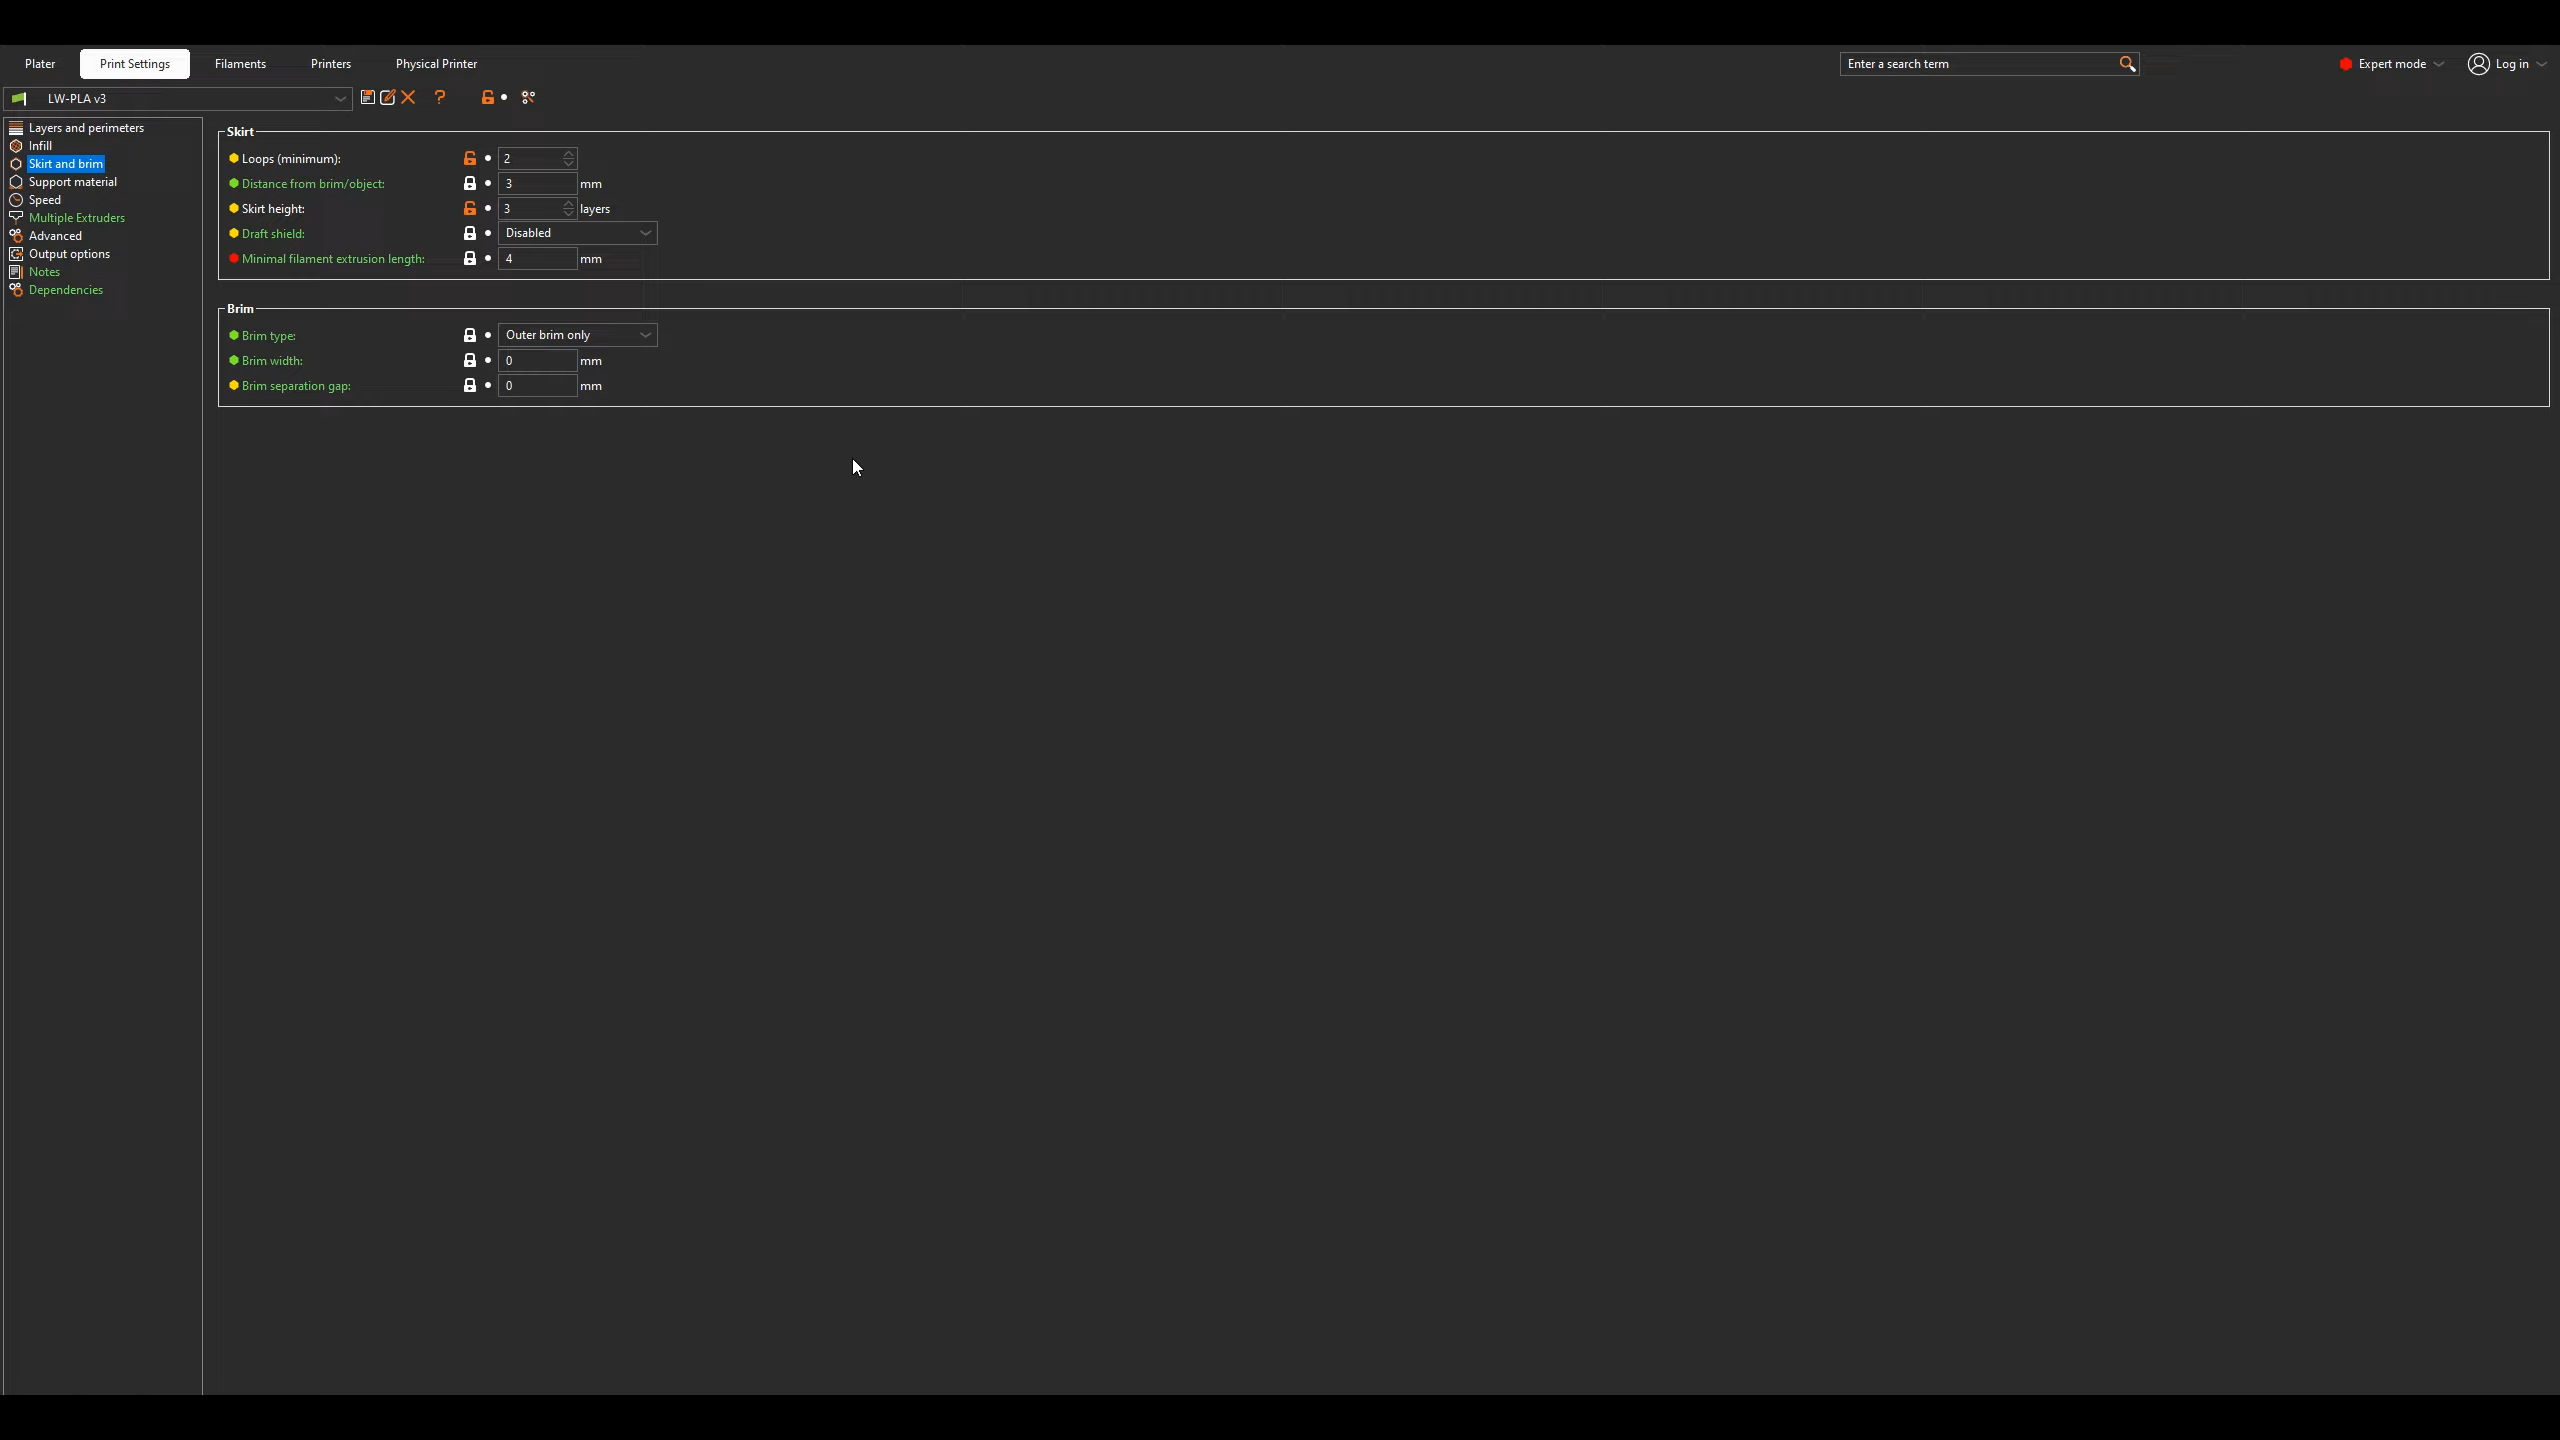 Plater Print Settings Filaments Printers Physical Printer Enter a search term Expert mode Log in
LW-PLA v3 ?
Layers and perimeters
Infill
Skirt and brim
Support material
Speed
Multiple Extruders
Advanced
Output options
Notes
Dependencies
Skirt
Loops (minimum): 2
Distance from brim/object: 3 mm
Skirt height: 3 layers
Draft shield: Disabled
Minimal filament extrusion length: 4 mm
Brim
Brim type: Outer brim only
Brim width: 0 mm
Brim separation gap: 0 mm